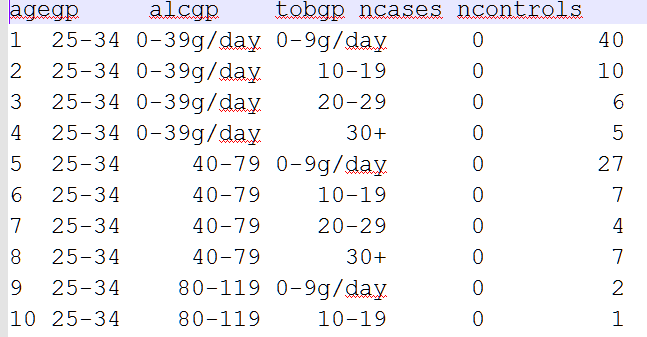 agegp     alcgp    tobgp ncases ncontrols
1  25-34 0-39g/day 0-9g/day      0        40
2  25-34 0-39g/day    10-19      0        10
3  25-34 0-39g/day    20-29      0         6
4  25-34 0-39g/day      30+      0         5
5  25-34     40-79 0-9g/day      0        27
6  25-34     40-79    10-19      0         7
7  25-34     40-79    20-29      0         4
8  25-34     40-79      30+      0         7
9  25-34    80-119 0-9g/day      0         2
10 25-34    80-119    10-19      0         1